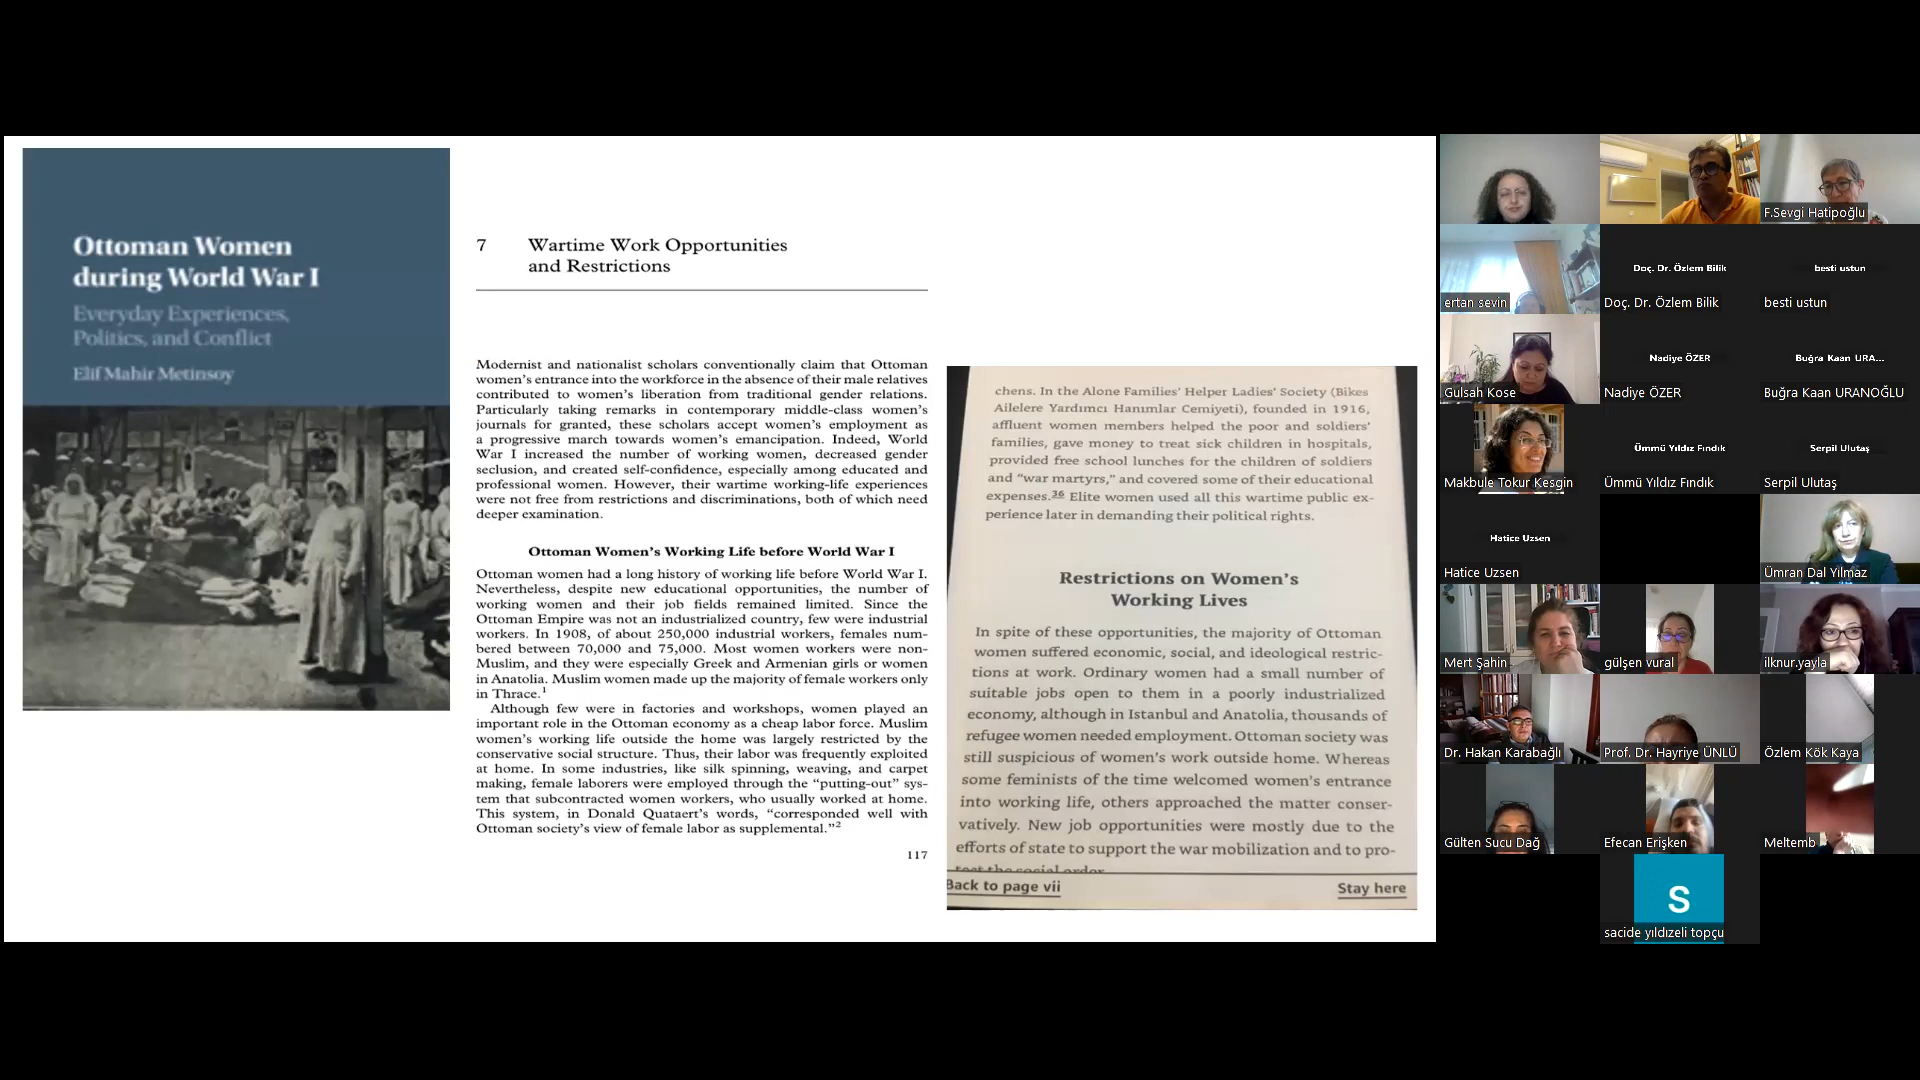 Ottoman Women
during World War I
Everyday Experiences,
Politics, and Conflict
Elif Mahir Metinsoy
7 Wartime Work Opportunities
and Restrictions
Modernist and nationalist scholars conventionally claim that Ottoman
women's entrance into the workforce in the absence of their male relatives
contributed to women's liberation from traditional gender relations.
Particularly taking remarks in contemporary middle-class women's
journals for granted, these scholars accept women's employment as
a progressive march towards women's emancipation. Indeed, World
War I increased the number of working women, decreased gender
seclusion, and created self-confidence, especially among educated and
professional women. However, their wartime working-life experiences
were not free from restrictions and discriminations, both of which need
deeper examination.
Ottoman Women's Working Life before World War I
Ottoman women had a long history of working life before World War I.
Nevertheless, despite new educational opportunities, the number of
working women and their job fields remained limited. Since the
Ottoman Empire was not an industrialized country, few were industrial
workers. In 1908, of about 250,000 industrial workers, females num-
bered between 70,000 and 75,000. Most women workers were non-
Muslim, and they were especially Greek and Armenian girls or women
in Anatolia. Muslim women made up the majority of female workers only
in Thrace.1
Although few were in factories and workshops, women played an
important role in the Ottoman economy as a cheap labor force. Muslim
women's working life outside the home was largely restricted by the
conservative social structure. Thus, their labor was frequently exploited
at home. In some industries, like silk spinning, weaving, and carpet
making, female laborers were employed through the "putting-out" sys-
tem that subcontracted women workers, who usually worked at home.
This system, in Donald Quataert's words, "corresponded well with
Ottoman society's view of female labor as supplemental."2
117
chens. In the Alone Families' Helper Ladies' Society (Bikes
Ailelere Yardımcı Hanımlar Cemiyeti), founded in 1916,
affluent women members helped the poor and soldiers'
families, gave money to treat sick children in hospitals,
provided free school lunches for the children of soldiers
and "war martyrs," and covered some of their educational
expenses.36 Elite women used all this wartime public ex-
perience later in demanding their political rights.
Restrictions on Women's
Working Lives
In spite of these opportunities, the majority of Ottoman
women suffered economic, social, and ideological restric-
tions at work. Ordinary women had a small number of
suitable jobs open to them in a poorly industrialized
economy, although in Istanbul and Anatolia, thousands of
refugee women needed employment. Ottoman society was
still suspicious of women's work outside home. Whereas
some feminists of the time welcomed women's entrance
into working life, others approached the matter conser-
vatively. New job opportunities were mostly due to the
efforts of state to support the war mobilization and to pro-
tect the social order.
Back to page vii
Stay here
F.Sevgi Hatipoğlu
ertan sevin
Doç. Dr. Özlem Bilik
Doç. Dr. Özlem Bilik
besti ustun
besti ustun
Gulsah Kose
Nadiye ÖZER
Nadiye ÖZER
Buğra Kaan URA...
Buğra Kaan URANOĞLU
Makbule Tokur Kesgin
Ümmü Yıldız Fındık
Ümmü Yıldız Fındık
Serpil Ulutaş
Serpil Ulutaş
Hatice Uzsen
Hatice Uzsen
Ümran Dal Yılmaz
Mert Şahin
gülşen vural
ilknur.yayla
Dr. Hakan Karabağlı
Prof. Dr. Hayriye ÜNLÜ
Özlem Kök Kaya
Gülten Sucu Dağ
Efecan Erişken
Meltemb
s
sacide yıldızeli topçu